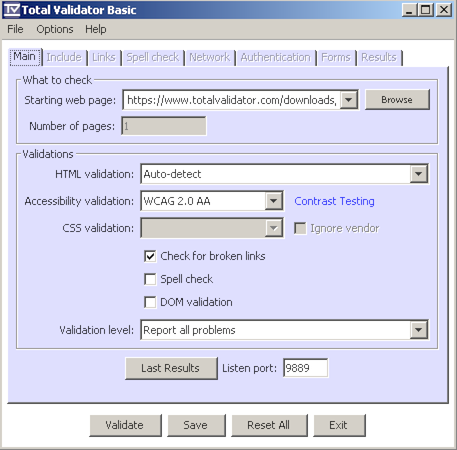 TV Total Validator Basic
File Options Help
Main Include Links Spell check Network Authentication Forms Results
What to check
Starting web page: https://www.totalvalidator.com/downloads, Browse
Number of pages: 1
Validations
HTML validation: Auto-detect
Accessibility validation: WCAG 2.0 AA Contrast Testing
CSS validation: Ignore vendor
Check for broken links
Spell check
DOM validation
Validation level: Report all problems
Last Results Listen port: 9889
Validate Save Reset All Exit